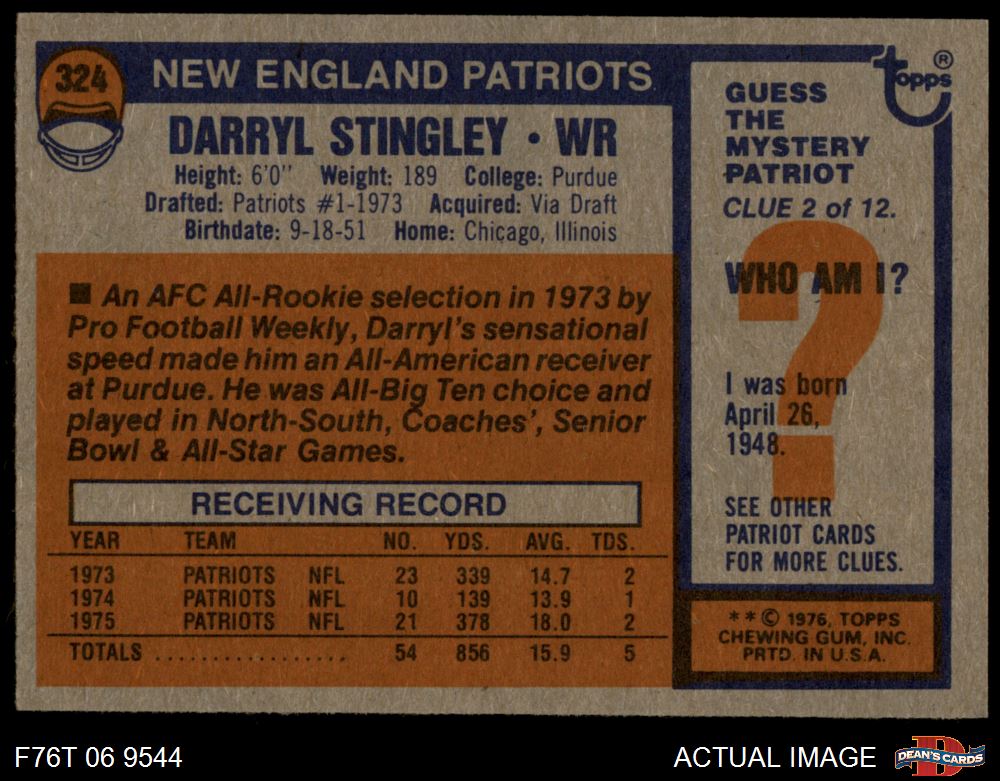 324
NEW ENGLAND PATRIOTS
DARRYL STINGLEY • WR
Height: 6'0" Weight: 189 College: Purdue
Drafted: Patriots #1-1973 Acquired: Via Draft
Birthdate: 9-18-51 Home: Chicago, Illinois
■ An AFC All-Rookie selection in 1973 by
Pro Football Weekly, Darryl's sensational
speed made him an All-American receiver
at Purdue. He was All-Big Ten choice and
played in North-South, Coaches', Senior
Bowl & All-Star Games.
RECEIVING RECORD
YEAR TEAM NO. YDS. AVG. TDS.
1973 PATRIOTS NFL 23 339 14.7 2
1974 PATRIOTS NFL 10 139 13.9 1
1975 PATRIOTS NFL 21 378 18.0 2
TOTALS .................. 54 856 15.9 5
topps®
GUESS
THE
MYSTERY
PATRIOT
CLUE 2 of 12.
?
WHO AM I?
I was born
April 26,
1948.
SEE OTHER
PATRIOT CARDS
FOR MORE CLUES.
**© 1976, TOPPS
CHEWING GUM, INC.
PRTD. IN U.S.A.
F76T 06 9544
ACTUAL IMAGE
D
DEAN'S CARDS